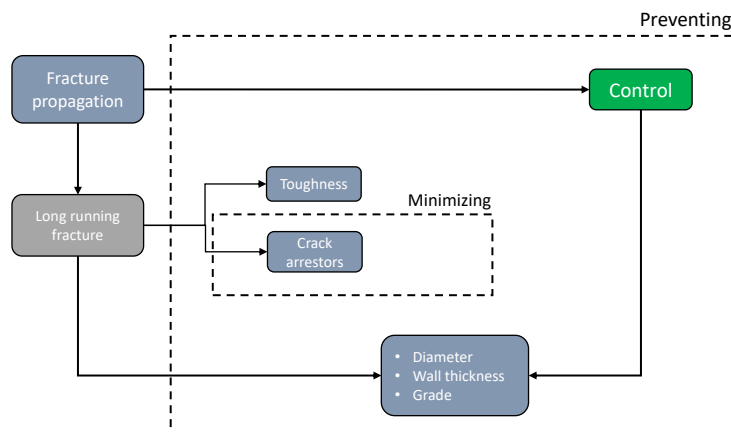 Preventing
Fracture
propagation
Control
Toughness
Long running
fracture
Minimizing
Crack
arrestors
• Diameter
• Wall thickness
• Grade